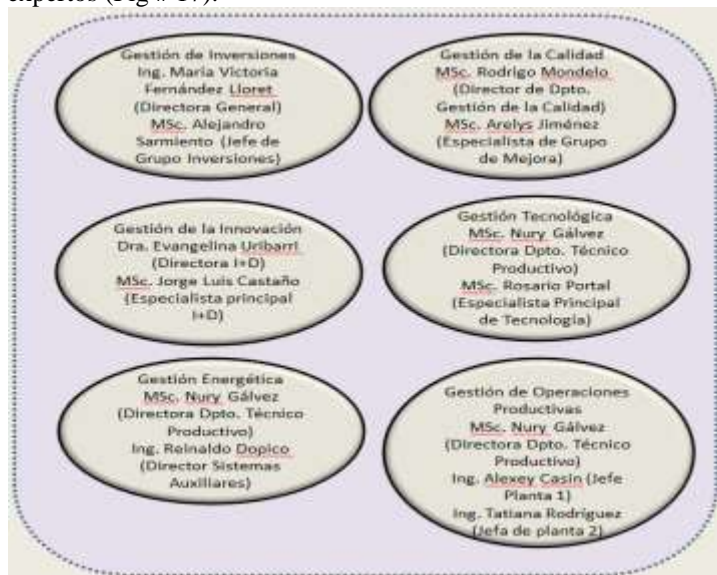 expertos (Fig # 17).
Gestión de Inversiones
Ing. María Victoria
Fernández Lloret
(Directora General)
MSc. Alejandro
Sarmiento (Jefe de
Grupo Inversiones)
Gestión de la Calidad
MSc. Rodrigo Mondelo
(Director de Dpto.
Gestión de la Calidad)
MSc. Arelys Jiménez
(Especialista de Grupo
de Mejora)
Gestión de la Innovación
Dra. Evangelina Uribarri
(Directora I+D)
MSc. Jorge Luis Castaño
(Especialista principal
I+D)
Gestión Tecnológica
MSc. Nury Gálvez
(Directora Dpto. Técnico
Productivo)
MSc. Rosario Portal
(Especialista Principal
de Tecnología)
Gestión Energética
MSc. Nury Gálvez
(Directora Dpto. Técnico
Productivo)
Ing. Reinaldo Dopico
(Director Sistemas
Auxiliares)
Gestión de Operaciones
Productivas
MSc. Nury Gálvez
(Directora Dpto. Técnico
Productivo)
Ing. Alexey Casin (Jefe
Planta 1)
Ing. Tatiana Rodríguez
(Jefa de planta 2)